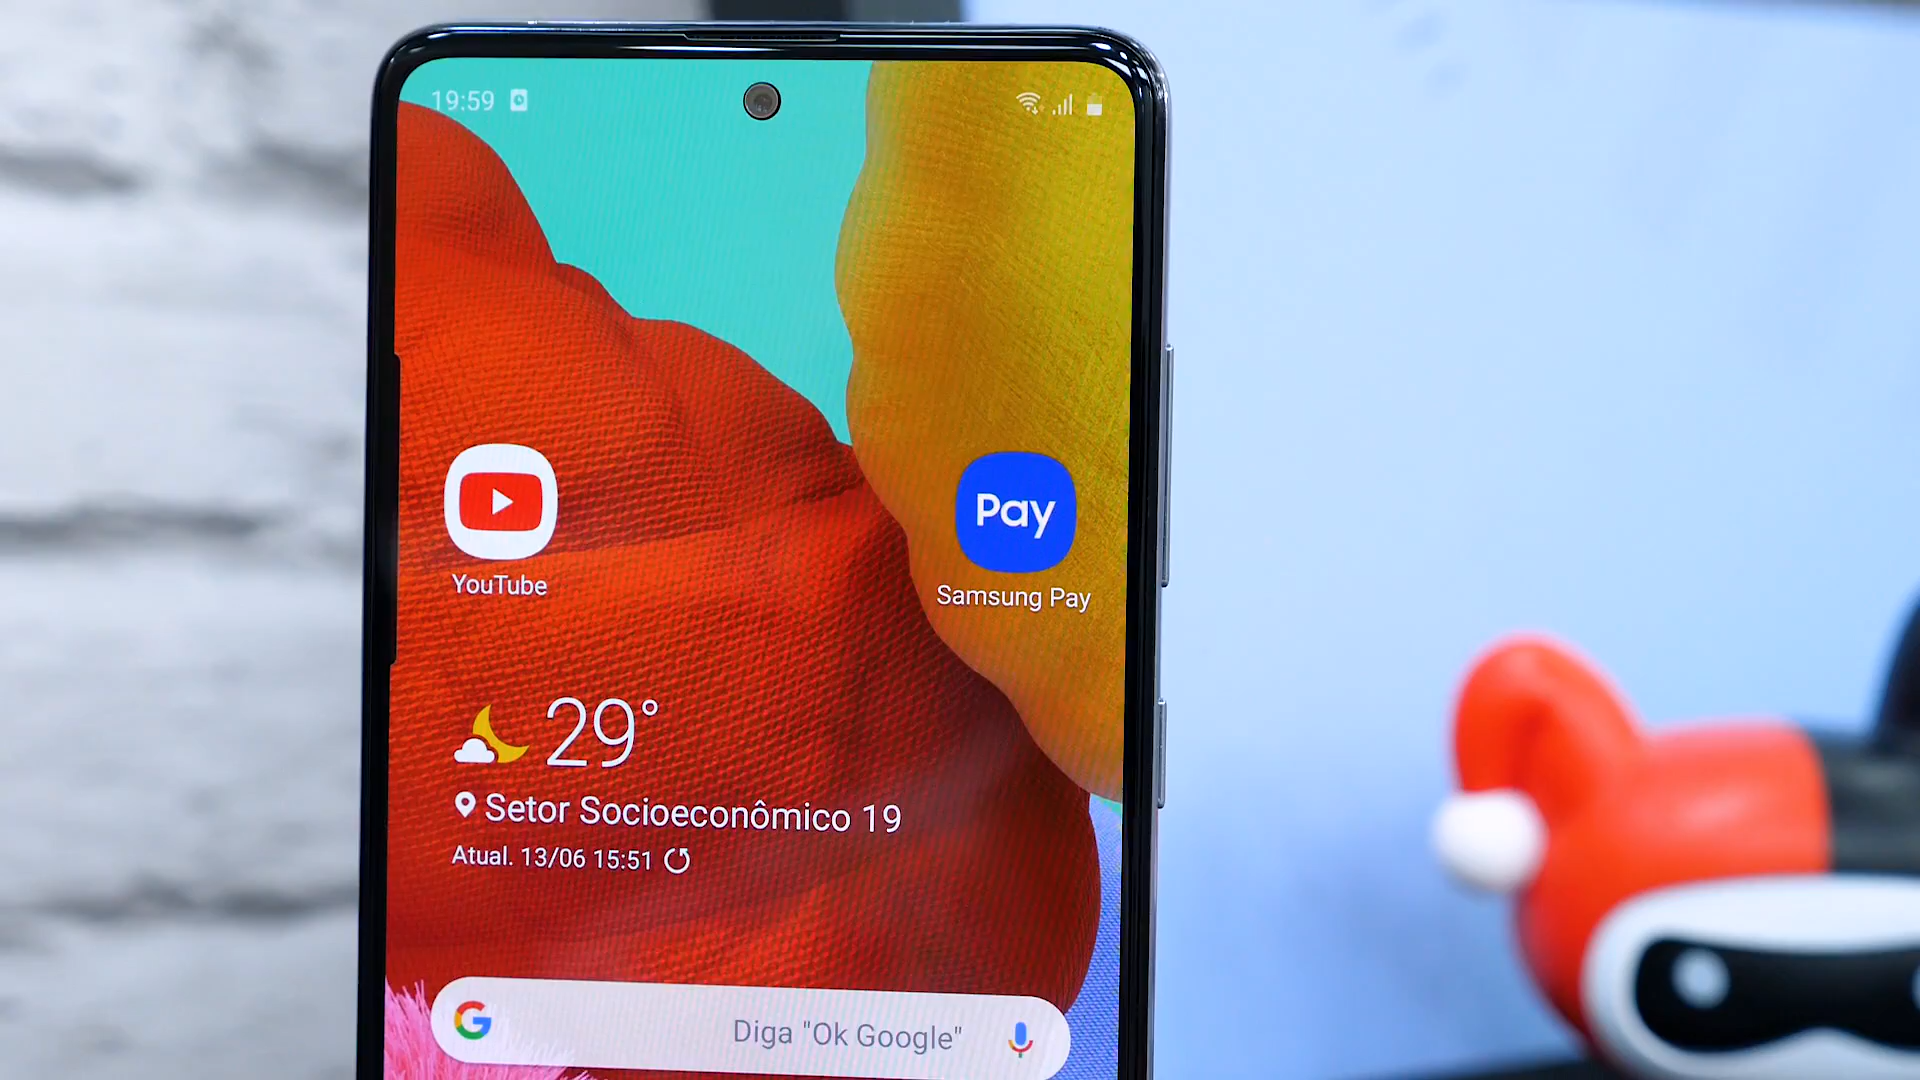 19:59
Pay
YouTube
Samsung Pay
29°
Setor Socioeconômico 19
Atual. 13/06 15:51
G
Diga "Ok Google"